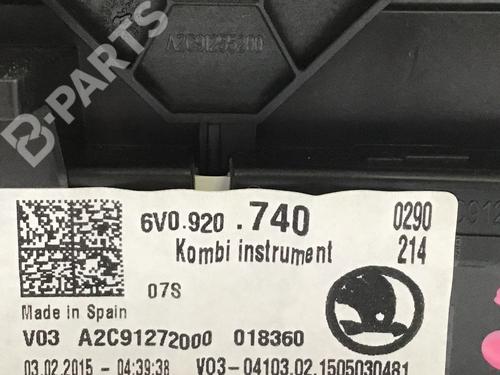 A2C91255200
B-PARTS
6V0.920 .740 0290
Kombi instrument 214
07S
Made in Spain
V03 A2C91272000 018360
03.02.2015 - 04:39:38 V03-04103.02.1505030481